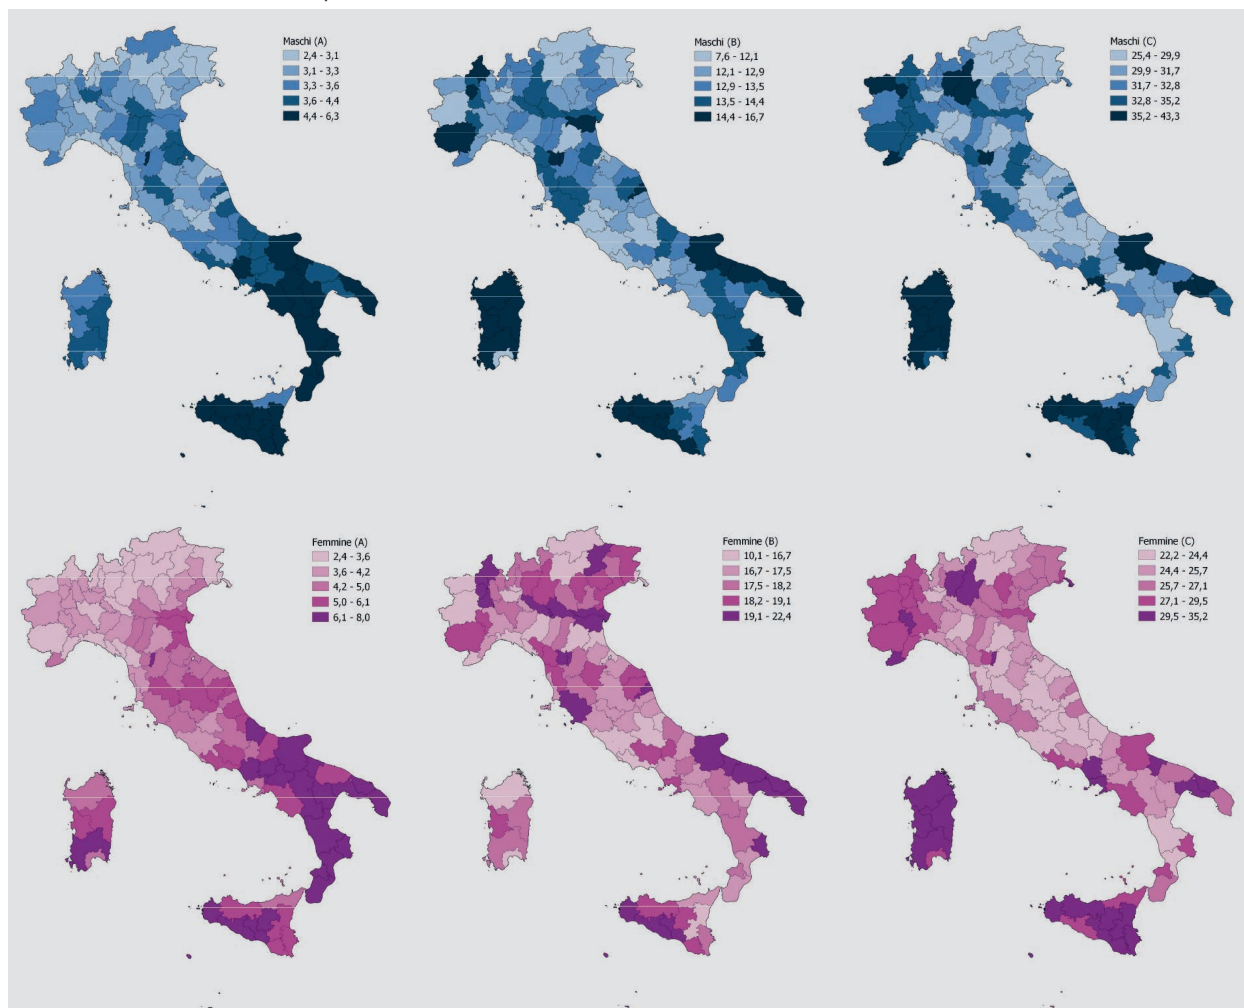 Maschi (A)
2,4 - 3,1
3,1 - 3,3
3,3 - 3,6
3,6 - 4,4
4,4 - 6,3
Maschi (B)
7,6 - 12,1
12,1 - 12,9
12,9 - 13,5
13,5 - 14,4
14,4 - 16,7
Maschi (C)
25,4 - 29,9
29,9 - 31,7
31,7 - 32,8
32,8 - 35,2
35,2 - 43,3
Femmine (A)
2,4 - 3,6
3,6 - 4,2
4,2 - 5,0
5,0 - 6,1
6,1 - 8,0
Femmine (B)
10,1 - 16,7
16,7 - 17,5
17,5 - 18,2
18,2 - 19,1
19,1 - 22,4
Femmine (C)
22,2 - 24,4
24,4 - 25,7
25,7 - 27,1
27,1 - 29,5
29,5 - 35,2